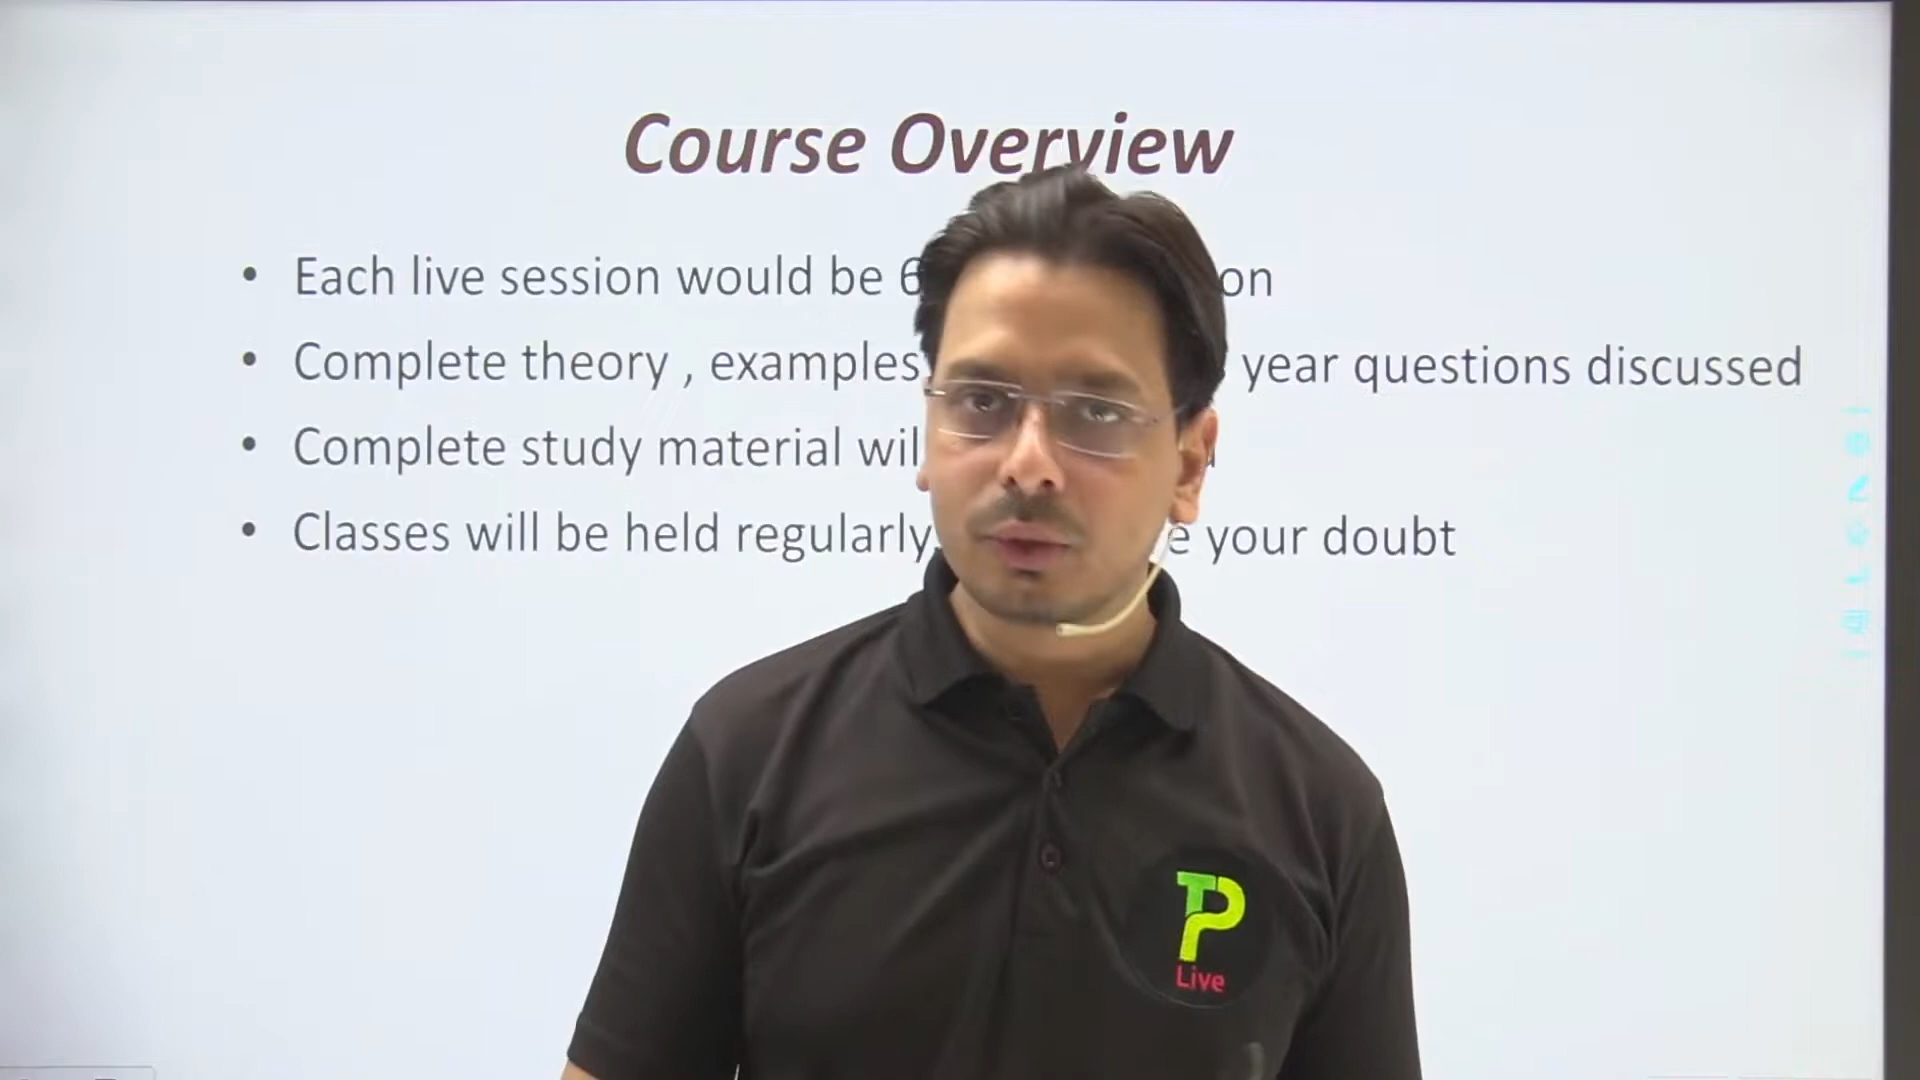 Course Overview
• Each live session would be 6 on
• Complete theory , examples year questions discussed
• Complete study material wil
• Classes will be held regularly e your doubt
TP
Live